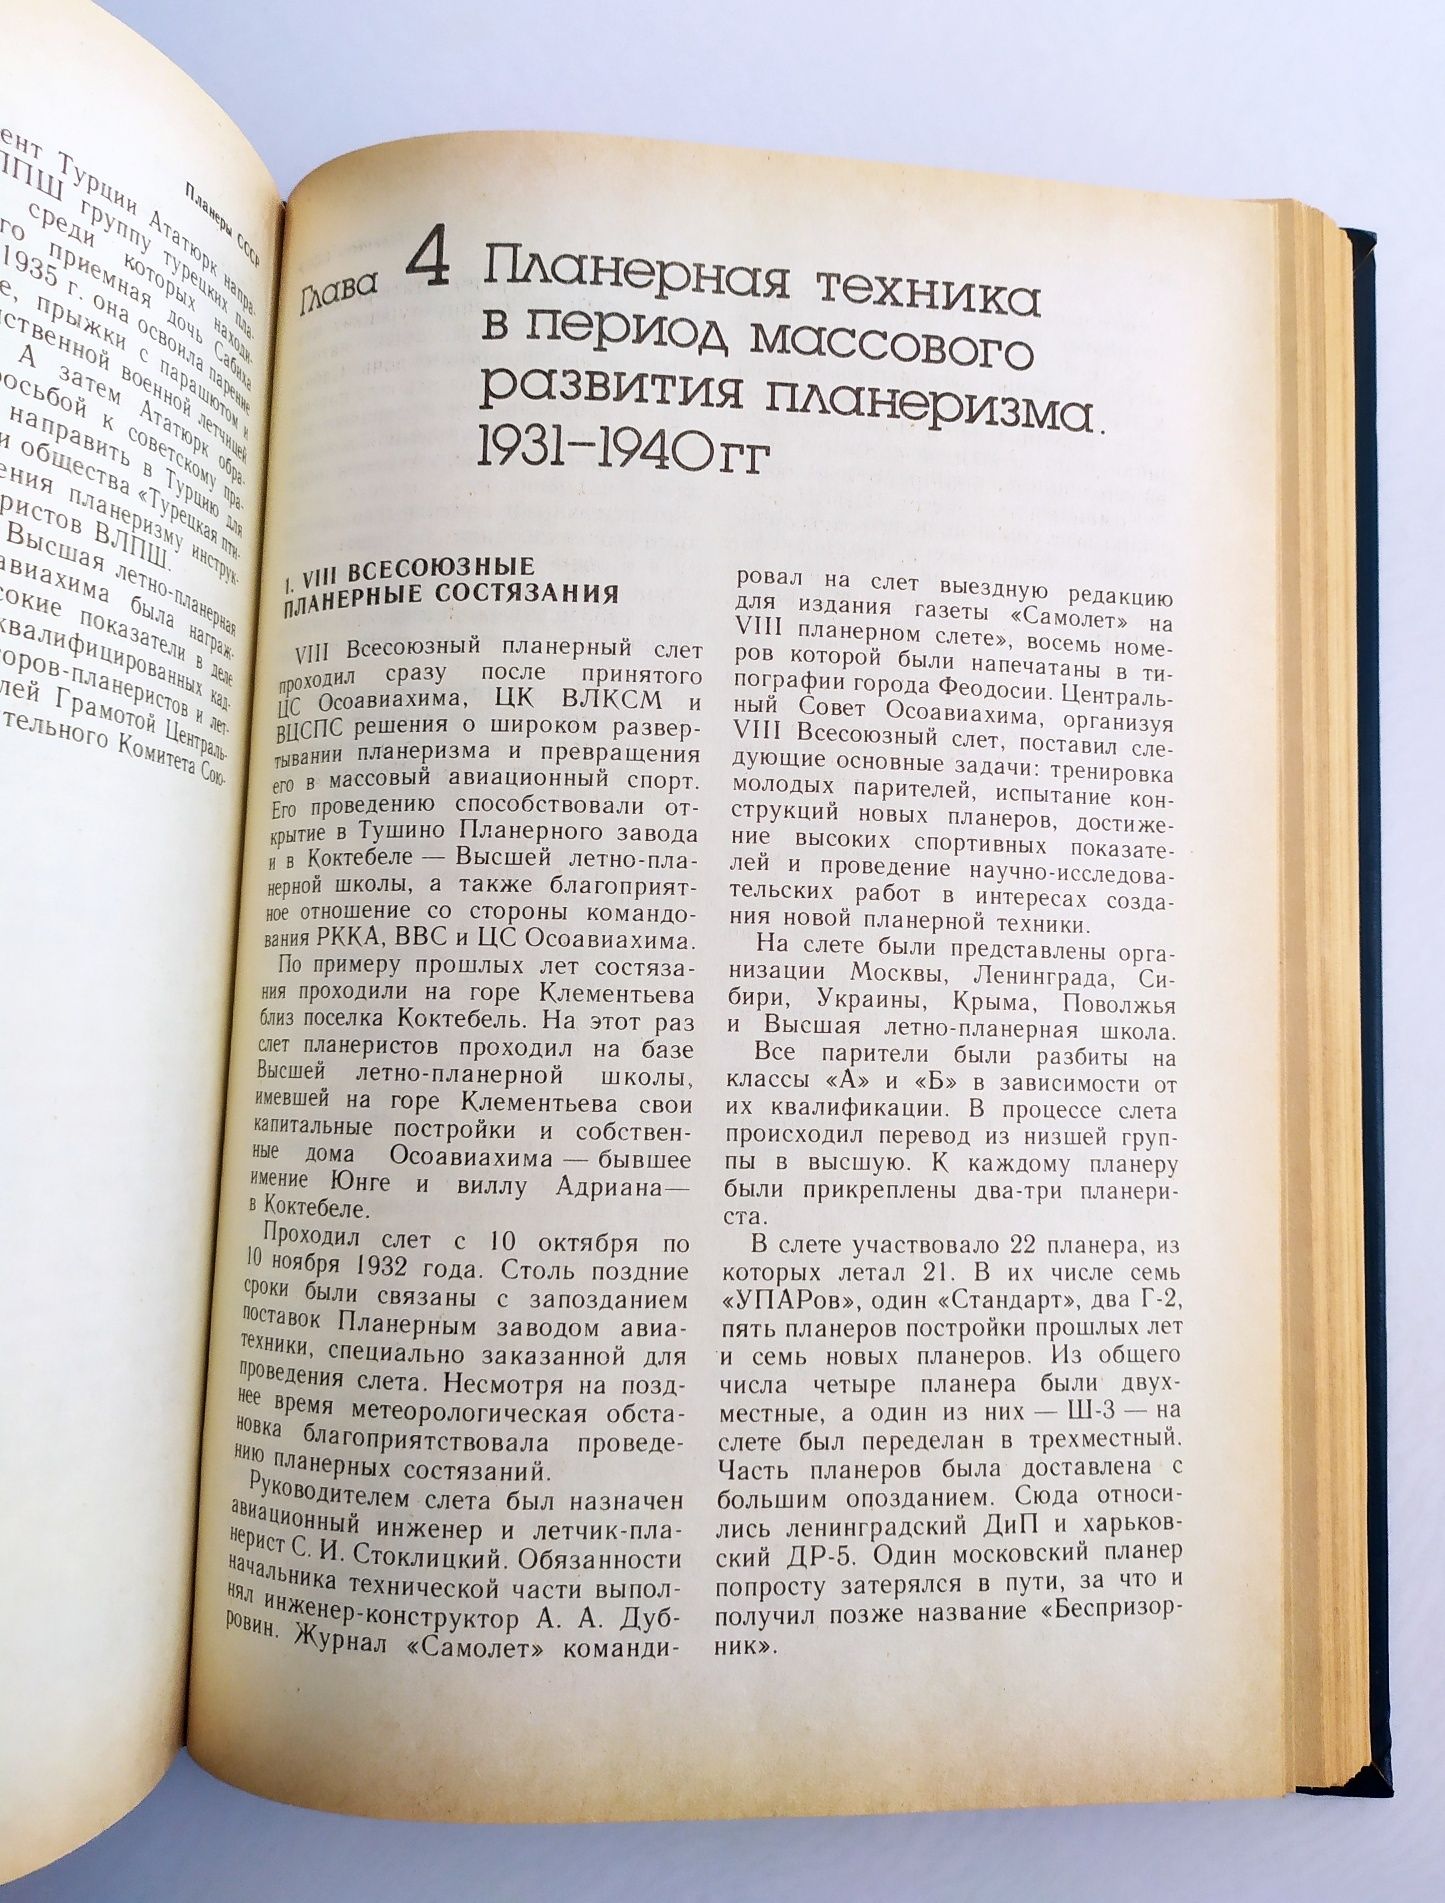 Планеры СССР
ент Турции Ататюрк напра-
ЛПШ группу турецких пла-
среди которых находи-
го приемная дочь Сабиха
1935 г. она освоила парение
е, прыжки с парашютом и
ственной военной летчицей
А затем Ататюрк обра-
росьбой к советскому пра-
направить в Турцию для
и общества «Турецкая пти-
ения планеризму инструк-
ристов ВЛПШ.
Высшая летно-планерная
авиахима была награж-
сокие показатели в деле
квалифицированных кад-
оров-планеристов и лет-
лей Грамотой Централь-
тельного Комитета Сою-
Глава 4 Планерная техника
в период массового
развития планеризма.
1931–1940гг
1. VIII ВСЕСОЮЗНЫЕ
ПЛАНЕРНЫЕ СОСТЯЗАНИЯ
VIII Всесоюзный планерный слет
проходил сразу после принятого
ЦС Осоавиахима, ЦК ВЛКСМ и
ВЦСПС решения о широком развер-
тывании планеризма и превращения
его в массовый авиационный спорт.
Его проведению способствовали от-
крытие в Тушино Планерного завода
и в Коктебеле — Высшей летно-пла-
нерной школы, а также благоприят-
ное отношение со стороны командо-
вания РККА, ВВС и ЦС Осоавиахима.
По примеру прошлых лет состяза-
ния проходили на горе Клементьева
близ поселка Коктебель. На этот раз
слет планеристов проходил на базе
Высшей летно-планерной школы,
имевшей на горе Клементьева свои
капитальные постройки и собствен-
ные дома Осоавиахима — бывшее
имение Юнге и виллу Адриана—
в Коктебеле.
Проходил слет с 10 октября по
10 ноября 1932 года. Столь поздние
сроки были связаны с запозданием
поставок Планерным заводом авиа-
техники, специально заказанной для
проведения слета. Несмотря на позд-
нее время метеорологическая обста-
новка благоприятствовала проведе-
нию планерных состязаний.
Руководителем слета был назначен
авиационный инженер и летчик-пла-
нерист С. И. Стоклицкий. Обязанности
начальника технической части выпол-
нял инженер-конструктор А. А. Дуб-
ровин. Журнал «Самолет» команди-
ровал на слет выездную редакцию
для издания газеты «Самолет» на
VIII планерном слете», восемь номе-
ров которой были напечатаны в ти-
пографии города Феодосии. Централь-
ный Совет Осоавиахима, организуя
VIII Всесоюзный слет, поставил сле-
дующие основные задачи: тренировка
молодых парителей, испытание кон-
струкций новых планеров, достиже-
ние высоких спортивных показате-
лей и проведение научно-исследова-
тельских работ в интересах созда-
ния новой планерной техники.
На слете были представлены орга-
низации Москвы, Ленинграда, Си-
бири, Украины, Крыма, Поволжья
и Высшая летно-планерная школа.
Все парители были разбиты на
классы «А» и «Б» в зависимости от
их квалификации. В процессе слета
происходил перевод из низшей груп-
пы в высшую. К каждому планеру
были прикреплены два-три планери-
ста.
В слете участвовало 22 планера, из
которых летал 21. В их числе семь
«УПАРов», один «Стандарт», два Г-2,
пять планеров постройки прошлых лет
и семь новых планеров. Из общего
числа четыре планера были двух-
местные, а один из них — Ш-3 — на
слете был переделан в трехместный.
Часть планеров была доставлена с
большим опозданием. Сюда относи-
лись ленинградский ДиП и харьков-
ский ДР-5. Один московский планер
попросту затерялся в пути, за что и
получил позже название «Беспризор-
ник».